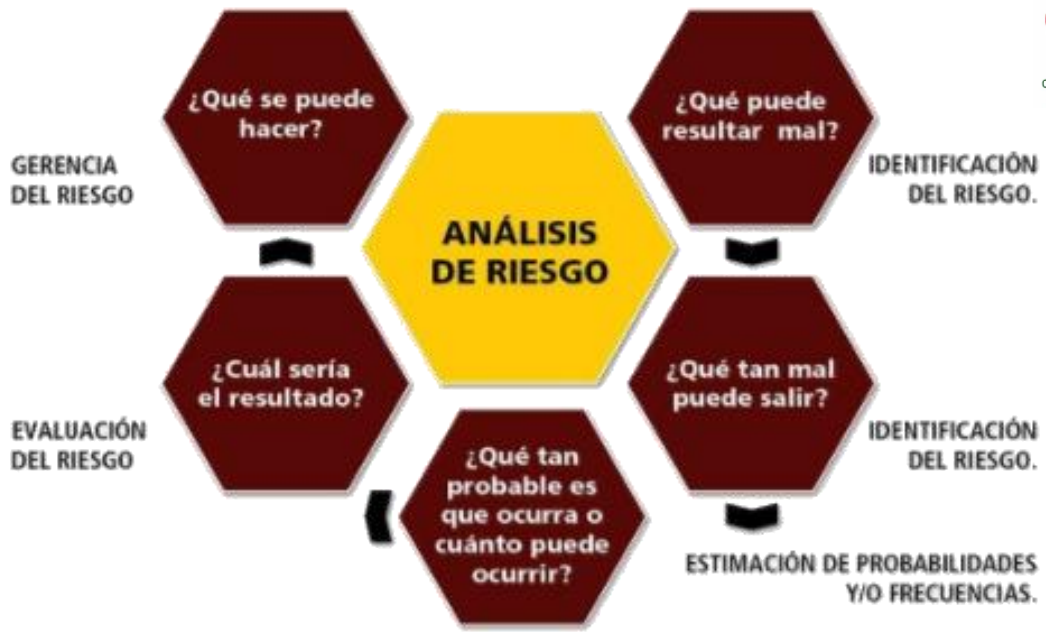 ¿Qué se puede
hacer?
GERENCIA
DEL RIESGO
ANÁLISIS
DE RIESGO
¿Qué puede
resultar mal?
IDENTIFICACIÓN
DEL RIESGO.
¿Cuál sería
el resultado?
EVALUACIÓN
DEL RIESGO
¿Qué tan mal
puede salir?
IDENTIFICACIÓN
DEL RIESGO.
¿Qué tan
probable es
que ocurra o
cuánto puede
ocurrir?
ESTIMACIÓN DE PROBABILIDADES
Y/O FRECUENCIAS.